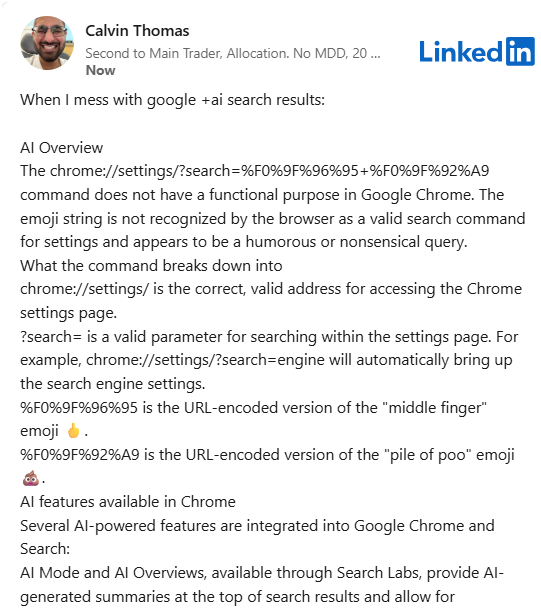 Calvin Thomas
Second to Main Trader, Allocation. No MDD, 20 ...
Now
Linked in
When I mess with google +ai search results:
AI Overview
The chrome://settings/?search=%F0%9F%96%95+%F0%9F%92%A9
command does not have a functional purpose in Google Chrome. The
emoji string is not recognized by the browser as a valid search command
for settings and appears to be a humorous or nonsensical query.
What the command breaks down into
chrome://settings/ is the correct, valid address for accessing the Chrome
settings page.
?search= is a valid parameter for searching within the settings page. For
example, chrome://settings/?search=engine will automatically bring up
the search engine settings.
%F0%9F%96%95 is the URL-encoded version of the "middle finger"
emoji 🖕.
%F0%9F%92%A9 is the URL-encoded version of the "pile of poo" emoji
💩.
AI features available in Chrome
Several AI-powered features are integrated into Google Chrome and
Search:
AI Mode and AI Overviews, available through Search Labs, provide AI-
generated summaries at the top of search results and allow for